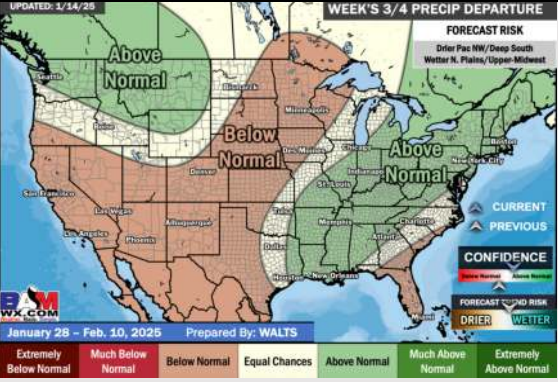 UPDATED: 1/14/25
WEEK'S 3/4 PRECIP DEPARTURE
FORECAST RISK
Drier Pac NW/Deep South
Wetter N. Plains/Upper-Midwest
Above
Normal
Seattle
Boise
Bismarck
Minneapolis
Below
Normal
Des Moines
Chicago
Above
Normal
Boston
New York City
Denver
Indianapolis
St. Louis
San Francisco
Las Vegas
Los Angeles
Phoenix
Albuquerque
Tulsa
Memphis
Charlotte
Atlanta
Dallas
Houston
New Orleans
Miami
CURRENT
PREVIOUS
CONFIDENCE
Below Normal
Above Normal
FORECAST TREND RISK
DRIER
WETTER
BAM
WX.COM
January 28 – Feb. 10, 2025
Prepared By: WALTS
Extremely
Below Normal
Much Below
Normal
Below Normal
Equal Chances
Above Normal
Much Above
Normal
Extremely
Above Normal